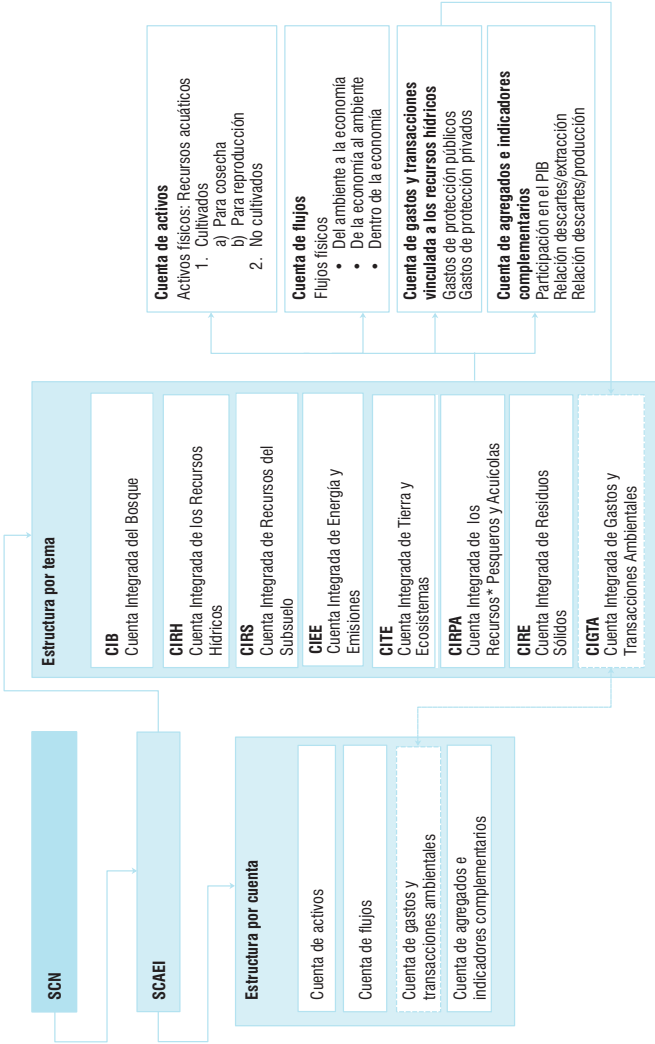 SCN
SCAEI
Estructura por cuenta
Cuenta de activos
Cuenta de flujos
Cuenta de gastos y
transacciones ambientales
Cuenta de agregados e
indicadores complementarios
Estructura por tema
CIB
Cuenta Integrada del Bosque
CIRH
Cuenta Integrada de los Recursos
Hídricos
CIRS
Cuenta Integrada de Recursos del
Subsuelo
CIEE
Cuenta Integrada de Energía y
Emisiones
CITE
Cuenta Integrada de Tierra y
Ecosistemas
CIRPA
Cuenta Integrada de los
Recursos* Pesqueros y Acuícolas
CIRE
Cuenta Integrada de Residuos
Sólidos
CIGTA
Cuenta Integrada de Gastos y
Transacciones Ambientales
Cuenta de activos
Activos físicos: Recursos acuáticos
1. Cultivados
a) Para cosecha
b) Para reproducción
2. No cultivados
Cuenta de flujos
Flujos físicos
• Del ambiente a la economía
• De la economía al ambiente
• Dentro de la economía
Cuenta de gastos y transacciones
vinculada a los recursos hídricos
Gastos de protección públicos
Gastos de protección privados
Cuenta de agregados e indicadores
complementarios
Participación en el PIB
Relación descartes/extracción
Relación descartes/producción